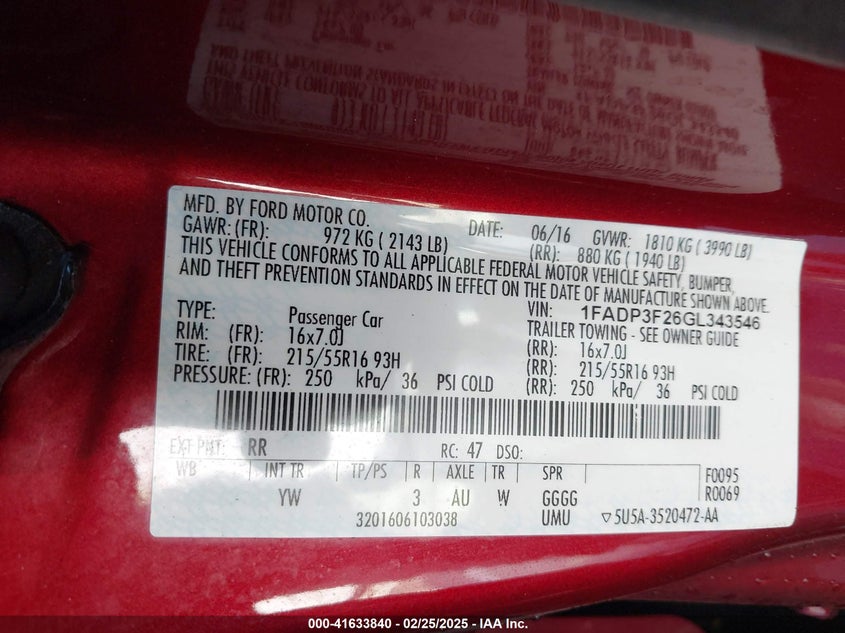 MFD. BY FORD MOTOR CO.
DATE: 06/16 GVWR: 1810 KG ( 3990 LB)
GAWR: (FR): 972 KG ( 2143 LB) (RR): 880 KG ( 1940 LB)
THIS VEHICLE CONFORMS TO ALL APPLICABLE FEDERAL MOTOR VEHICLE SAFETY, BUMPER,
AND THEFT PREVENTION STANDARDS IN EFFECT ON THE DATE OF MANUFACTURE SHOWN ABOVE.
VIN: 1FADP3F26GL343546
TYPE: Passenger Car TRAILER TOWING - SEE OWNER GUIDE
RIM: (FR): 16x7.0J (RR): 16x7.0J
TIRE: (FR): 215/55R16 93H (RR): 215/55R16 93H
PRESSURE: (FR): 250 kPa/ 36 PSI COLD (RR): 250 kPa/ 36 PSI COLD
EXT PNT: RR RC: 47 DSO:
WB INT TR TP/PS R AXLE TR SPR F0095
YW 3 AU W GGGG R0069
3201606103038 UMU ▽5U5A-3520472-AA
000-41633840 - 02/25/2025 - IAA Inc.